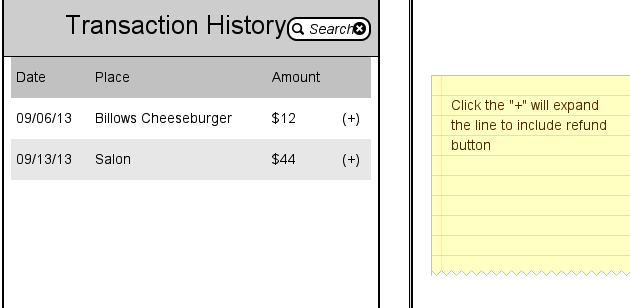 Transaction History
Search
Date Place Amount
09/06/13 Billows Cheeseburger $12 (+)
09/13/13 Salon $44 (+)
Click the "+" will expand
the line to include refund
button